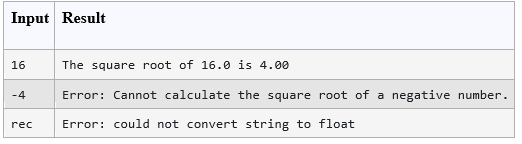 Input Result
16 The square root of 16.0 is 4.00
-4 Error: Cannot calculate the square root of a negative number.
rec Error: could not convert string to float